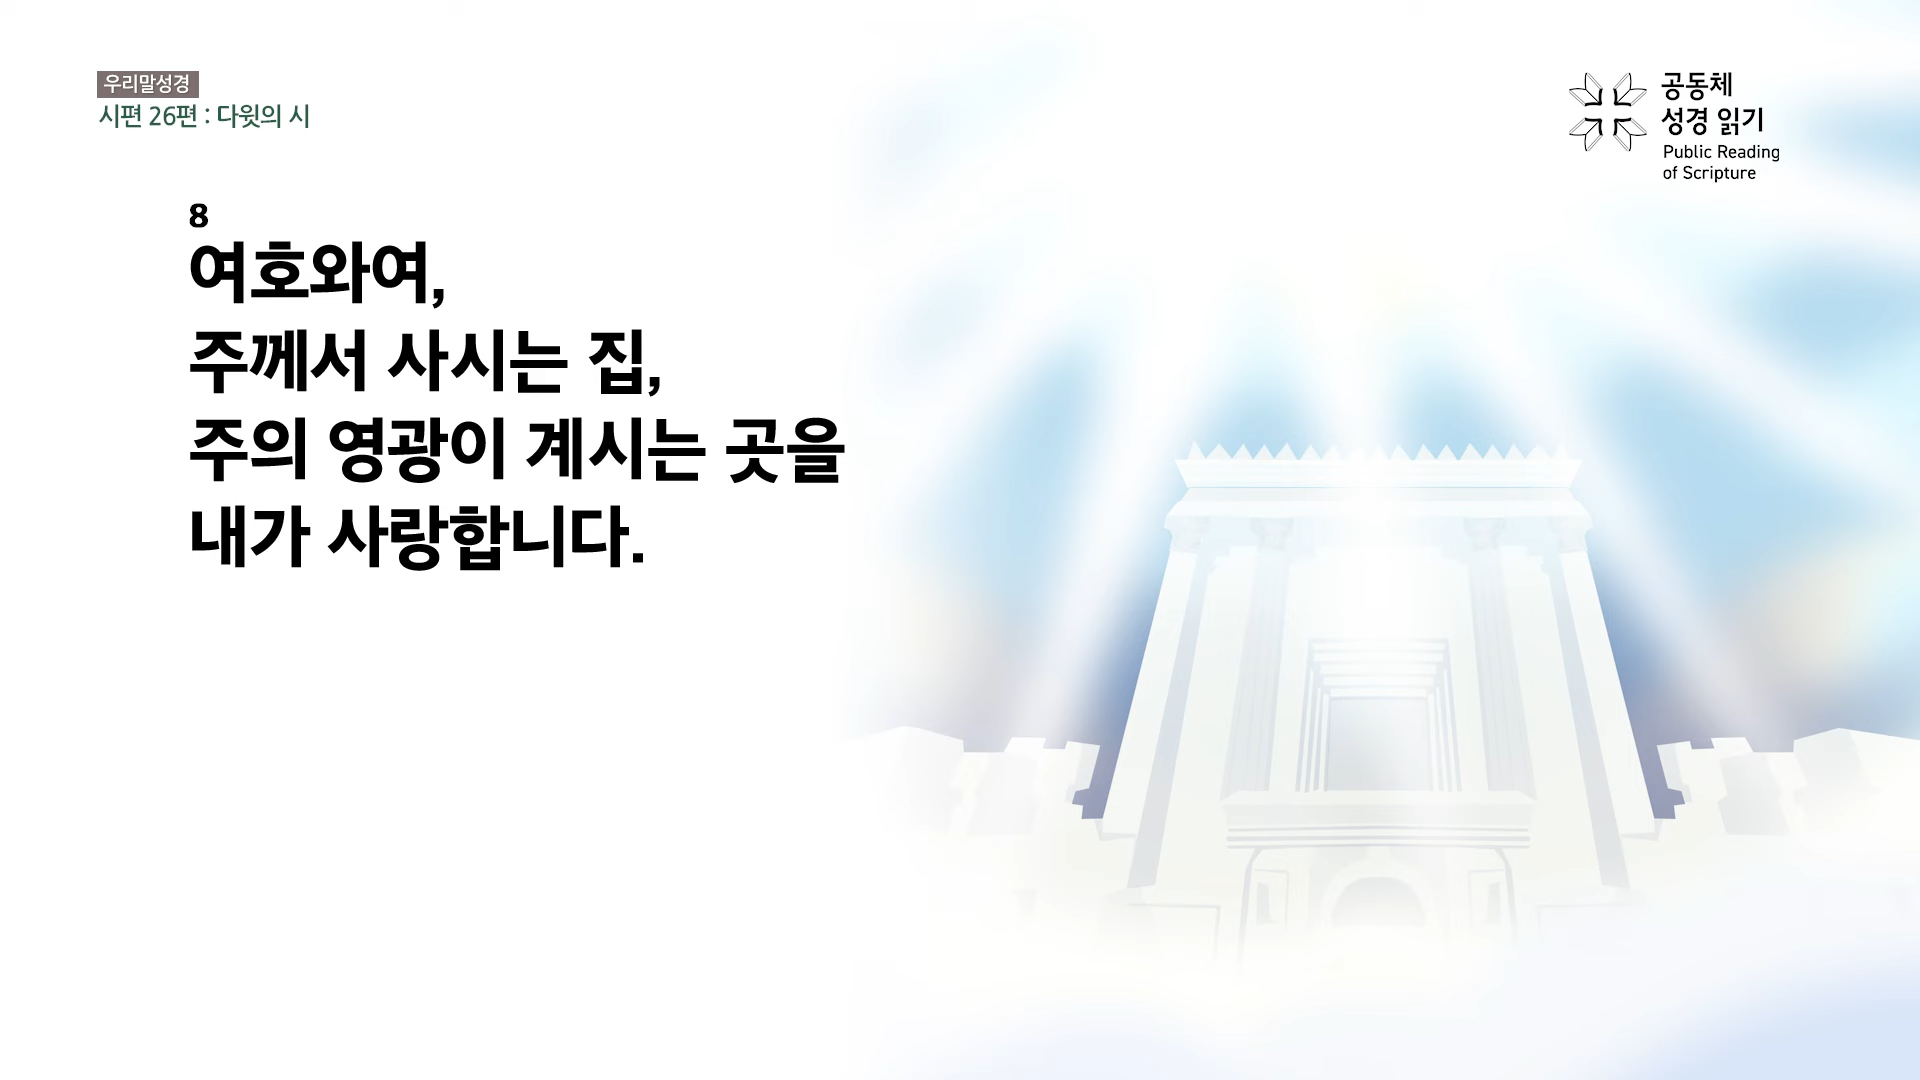 우리말성경
시편 26편 : 다윗의 시
공동체
성경 읽기
Public Reading
of Scripture
8
여호와여,
주께서 사시는 집,
주의 영광이 계시는 곳을
내가 사랑합니다.